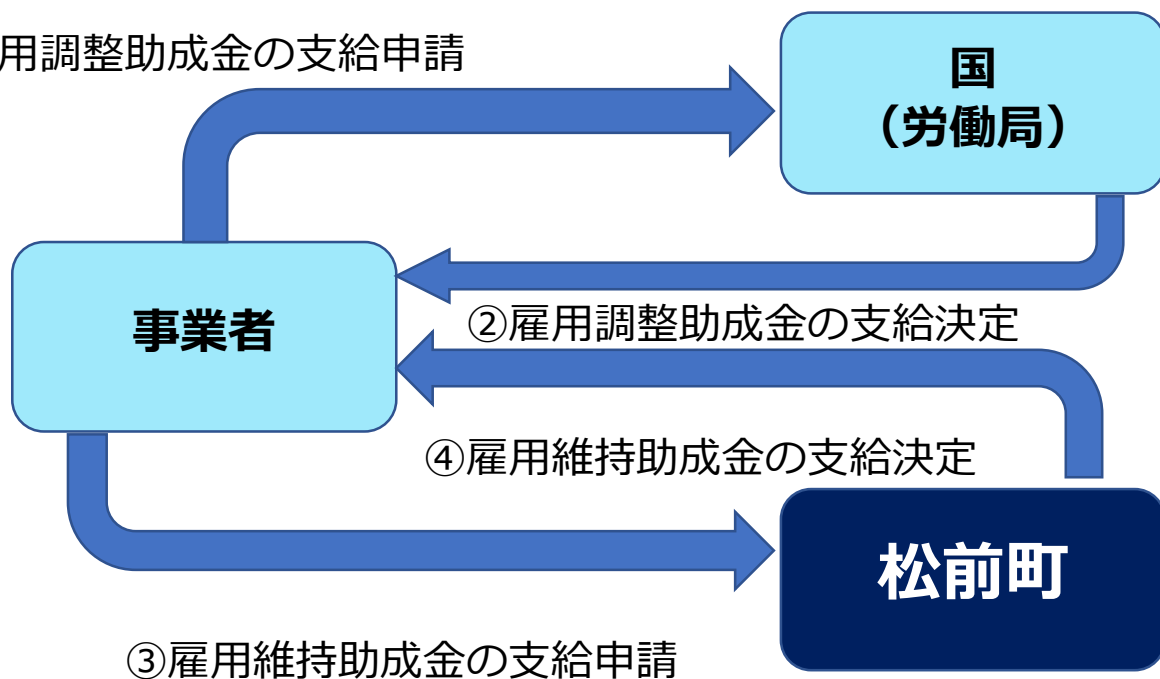 用調整助成金の支給申請
国
（労働局）
事業者
②雇用調整助成金の支給決定
④雇用維持助成金の支給決定
松前町
③雇用維持助成金の支給申請